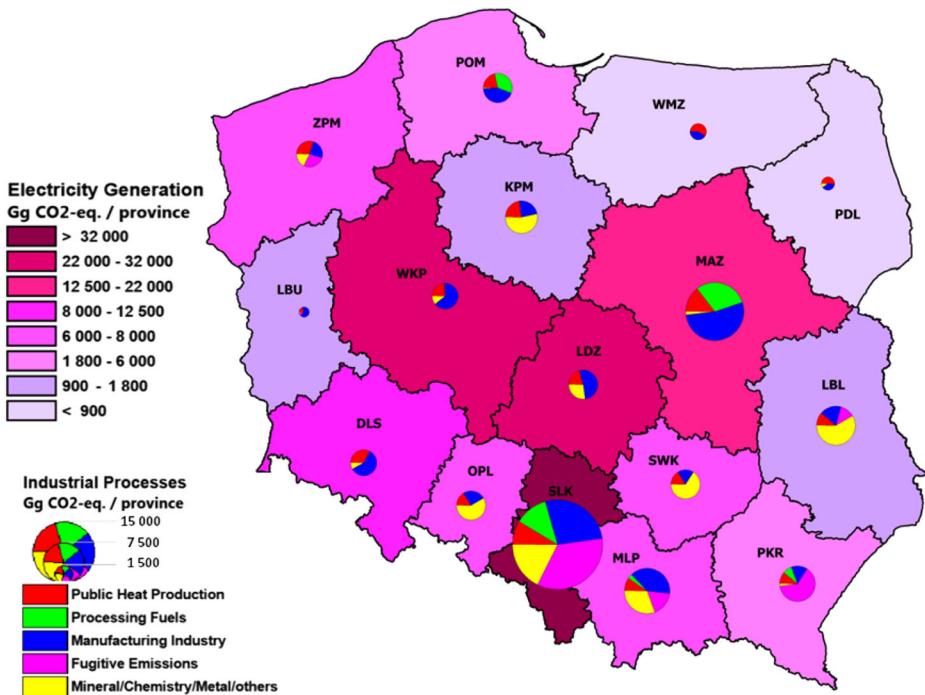 POM
WMZ
ZPM
Electricity Generation
Gg CO2-eq. / province
> 32 000
22 000 - 32 000
12 500 - 22 000
8 000 - 12 500
6 000 - 8 000
1 800 - 6 000
900 - 1 800
< 900
KPM
PDL
MAZ
WKP
LBU
LDZ
LBL
DLS
OPL
SWK
SLK
MLP
PKR
Industrial Processes
Gg CO2-eq. / province
15 000
7 500
1 500
Public Heat Production
Processing Fuels
Manufacturing Industry
Fugitive Emissions
Mineral/Chemistry/Metal/others